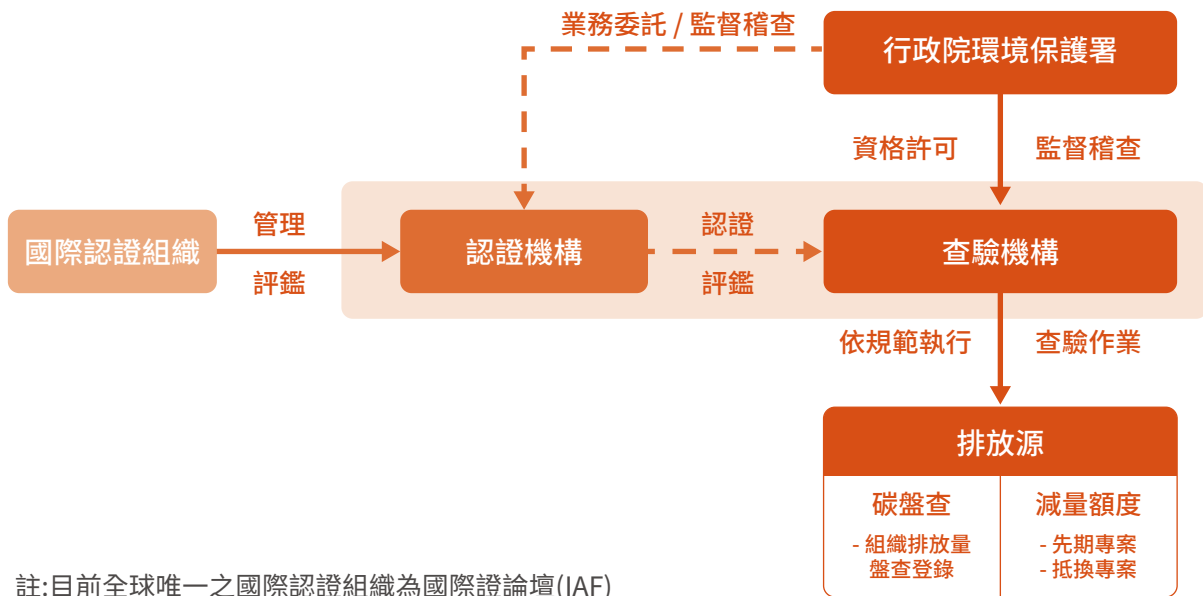 業務委託 / 監督稽查
行政院環境保護署
資格許可
監督稽查
國際認證組織
管理
評鑑
認證機構
認證
評鑑
查驗機構
依規範執行
查驗作業
排放源
碳盤查
- 組織排放量
盤查登錄
減量額度
- 先期專案
- 抵換專案
註:目前全球唯一之國際認證組織為國際證論壇(IAF)